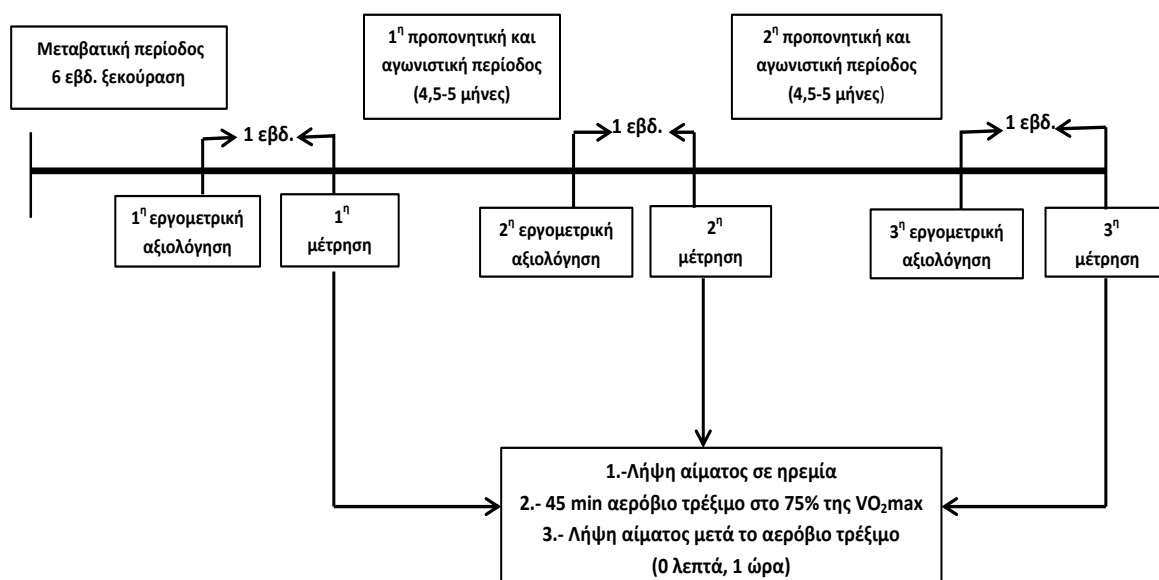 Μεταβατική περίοδος
6 εβδ. ξεκούραση
1η προπονητική και
αγωνιστική περίοδος
(4,5-5 μήνες)
2η προπονητική και
αγωνιστική περίοδος
(4,5-5 μήνες)
1 εβδ.
1 εβδ.
1 εβδ.
1η εργομετρική
αξιολόγηση
1η
μέτρηση
2η εργομετρική
αξιολόγηση
2η
μέτρηση
3η εργομετρική
αξιολόγηση
3η
μέτρηση
1.-Λήψη αίματος σε ηρεμία
2.- 45 min αερόβιο τρέξιμο στο 75% της VO₂max
3.- Λήψη αίματος μετά το αερόβιο τρέξιμο
(0 λεπτά, 1 ώρα)